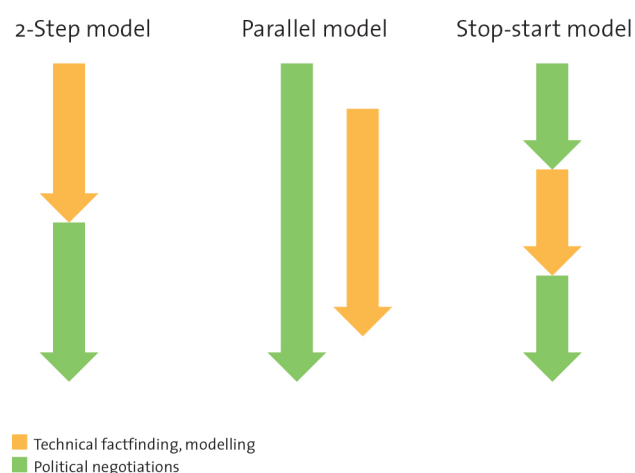 2-Step model
Parallel model
Stop-start model
Technical factfinding, modelling
Political negotiations